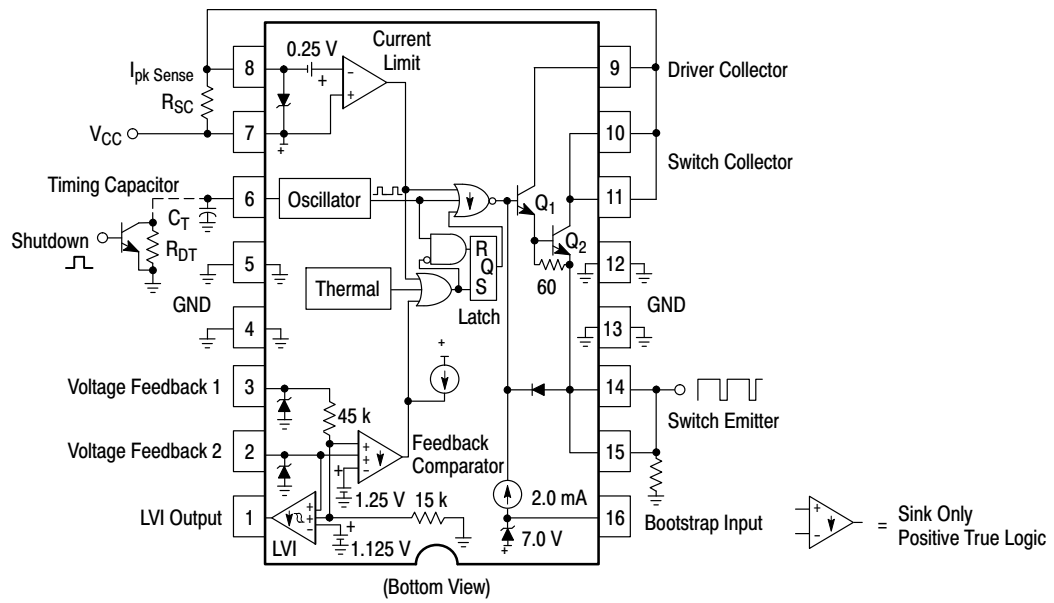 0.25 V
Current
Limit
+
−
+
+
Ipk Sense
RSC
VCC
8
7
6
5
4
3
2
1
9
10
11
12
13
14
15
16
Driver Collector
Switch Collector
Timing Capacitor
CT
RDT
Shutdown
GND
Oscillator
Thermal
R
Q
S
Latch
Q1
Q2
60
GND
+
Voltage Feedback 1
45 k
Voltage Feedback 2
+
+
−
+
Feedback
Comparator
1.25 V
15 k
LVI Output
LVI
+
+
−
+
1.125 V
2.0 mA
7.0 V
+
Switch Emitter
Bootstrap Input
+
−
= Sink Only
Positive True Logic
(Bottom View)